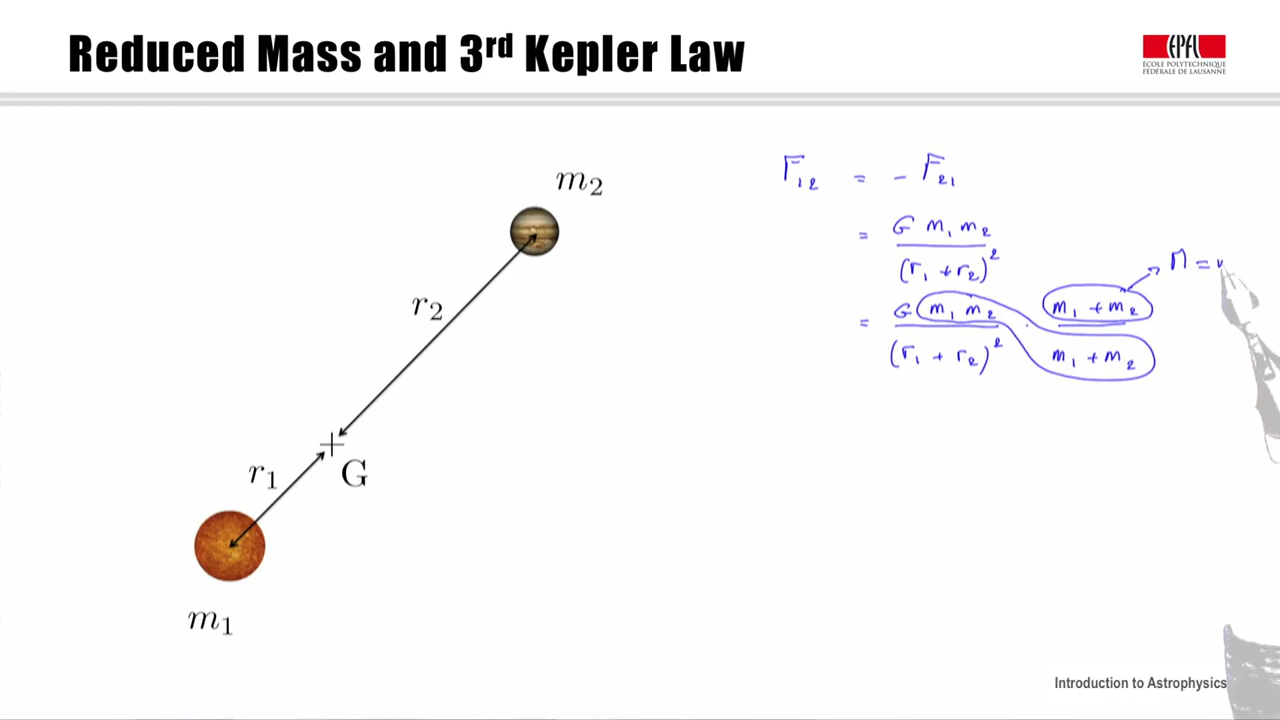 Reduced Mass and 3rd Kepler Law
EPFL
ÉCOLE POLYTECHNIQUE
FÉDÉRALE DE LAUSANNE
F₁₂ = - F₂₁
= G m₁ m₂ / (r₁ + r₂)²
= G m₁ m₂ / (r₁ + r₂)² · m₁ + m₂ / m₁ + m₂
M =
m₂
r₂
r₁
G
m₁
Introduction to Astrophysics